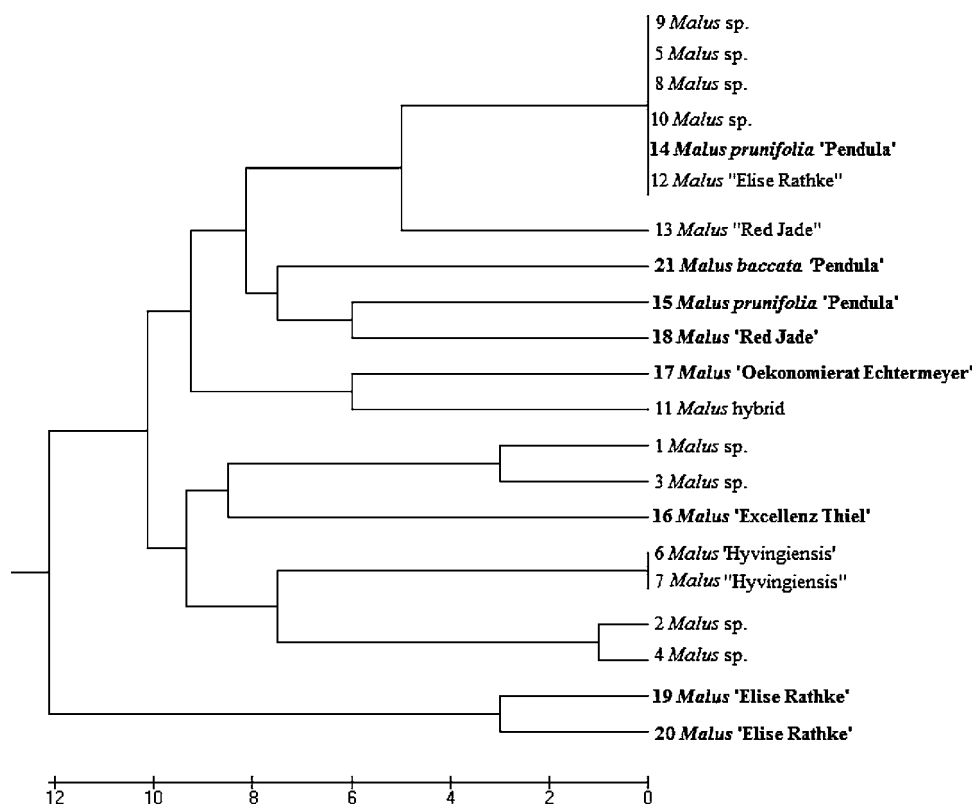 9 Malus sp.
5 Malus sp.
8 Malus sp.
10 Malus sp.
14 Malus prunifolia 'Pendula'
12 Malus "Elise Rathke"
13 Malus "Red Jade"
21 Malus baccata 'Pendula'
15 Malus prunifolia 'Pendula'
18 Malus 'Red Jade'
17 Malus 'Oekonomierat Echtermeyer'
11 Malus hybrid
1 Malus sp.
3 Malus sp.
16 Malus 'Excellenz Thiel'
6 Malus 'Hyvingiensis'
7 Malus "Hyvingiensis"
2 Malus sp.
4 Malus sp.
19 Malus 'Elise Rathke'
20 Malus 'Elise Rathke'
12 10 8 6 4 2 0